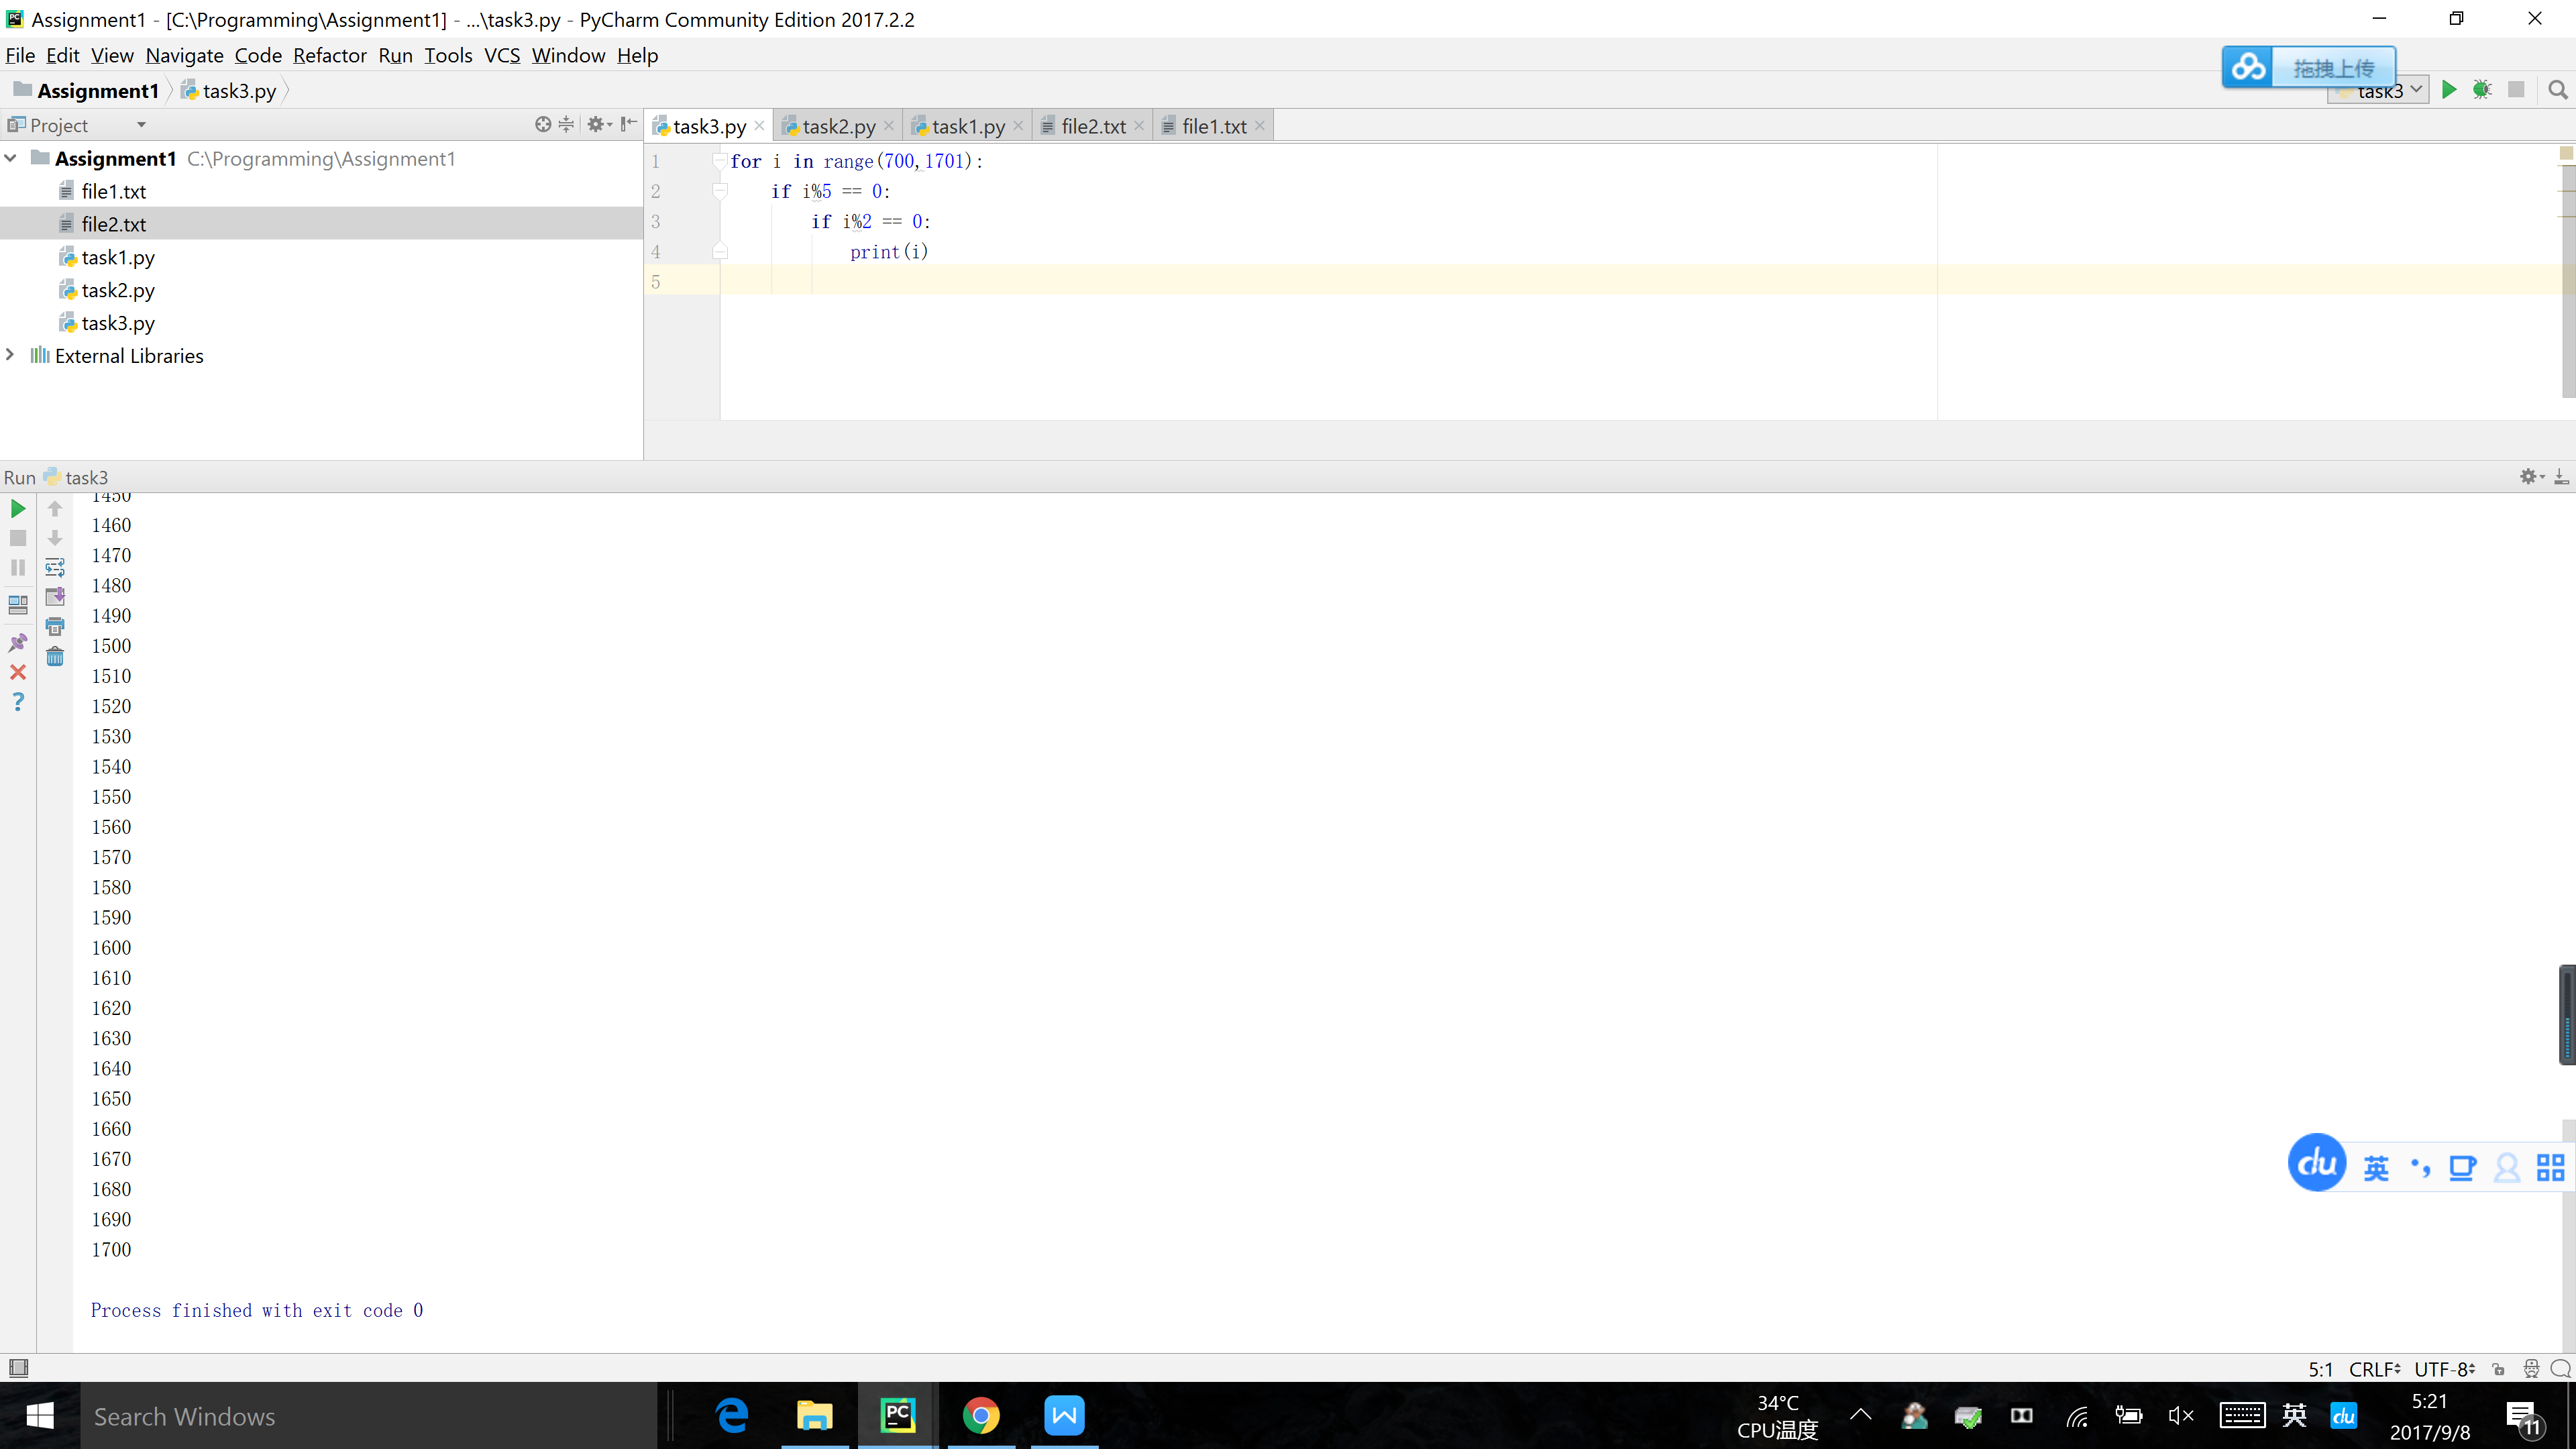 Assignment1 - [C:\Programming\Assignment1] - ...\task3.py - PyCharm Community Edition 2017.2.2
File Edit View Navigate Code Refactor Run Tools VCS Window Help
拖拽上传
Assignment1 task3.py
task3
Project
task3.py task2.py task1.py file2.txt file1.txt
Assignment1 C:\Programming\Assignment1
file1.txt
file2.txt
task1.py
task2.py
task3.py
External Libraries
1 for i in range(700,1701):
2 if i%5 == 0:
3 if i%2 == 0:
4 print(i)
5
Run task3
1450
1460
1470
1480
1490
1500
1510
1520
1530
1540
1550
1560
1570
1580
1590
1600
1610
1620
1630
1640
1650
1660
1670
1680
1690
1700
Process finished with exit code 0
du 英
5:1 CRLF UTF-8
Search Windows
PC
34°C
CPU温度
英
du
5:21
2017/9/8
11